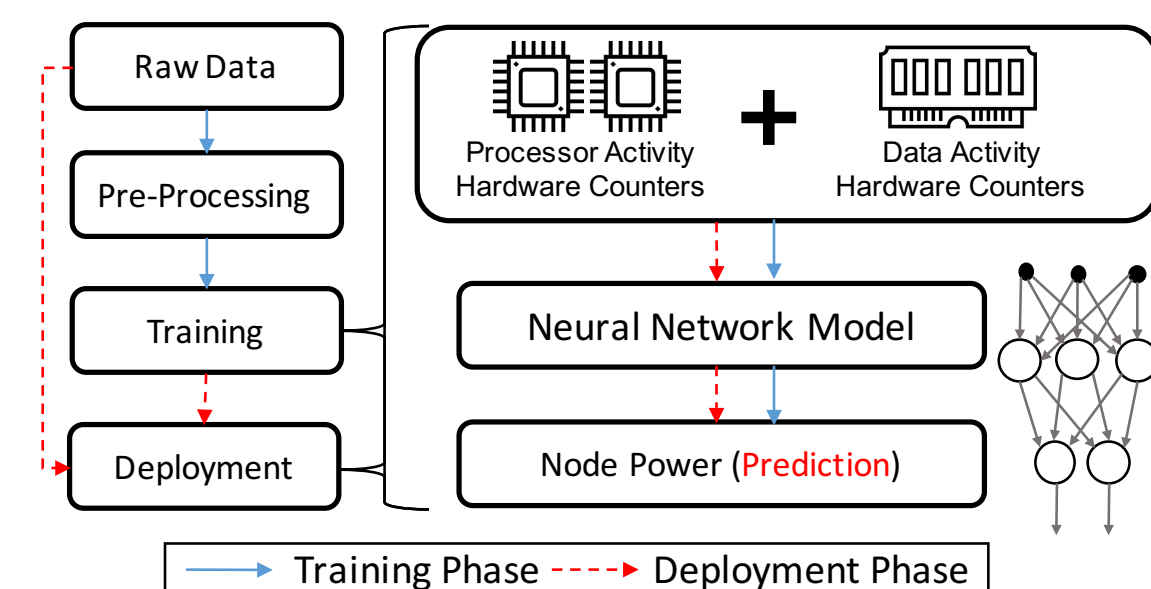 Raw Data
Pre-Processing
Training
Deployment
Processor Activity
Hardware Counters
Data Activity
Hardware Counters
Neural Network Model
Node Power (Prediction)
Training Phase
Deployment Phase